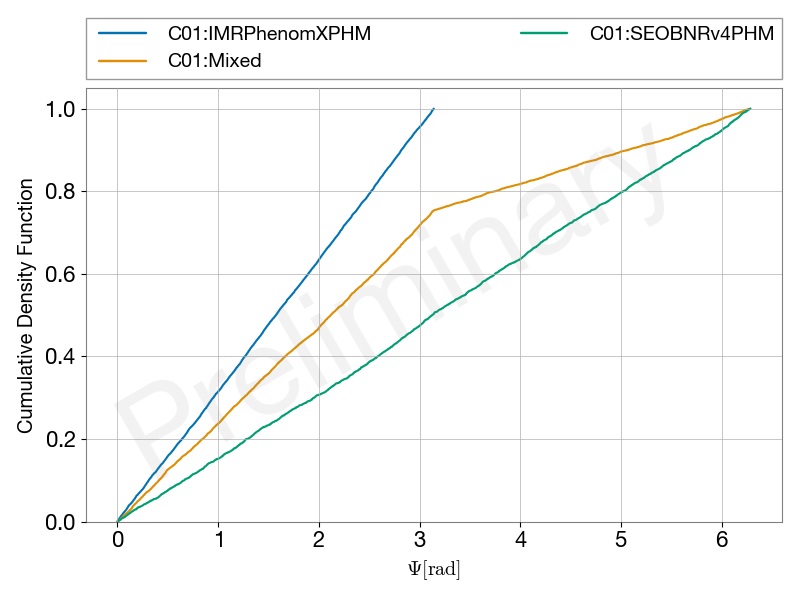 C01:IMRPhenomXPHM
C01:Mixed
C01:SEOBNRv4PHM
1.0
0.8
0.6
0.4
0.2
0.0
Cumulative Density Function
Preliminary
0 1 2 3 4 5 6
Ψ[rad]